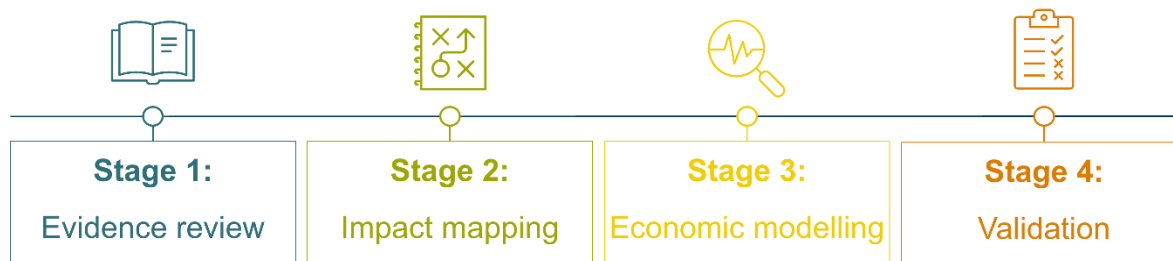 Stage 1:
Evidence review
Stage 2:
Impact mapping
Stage 3:
Economic modelling
Stage 4:
Validation